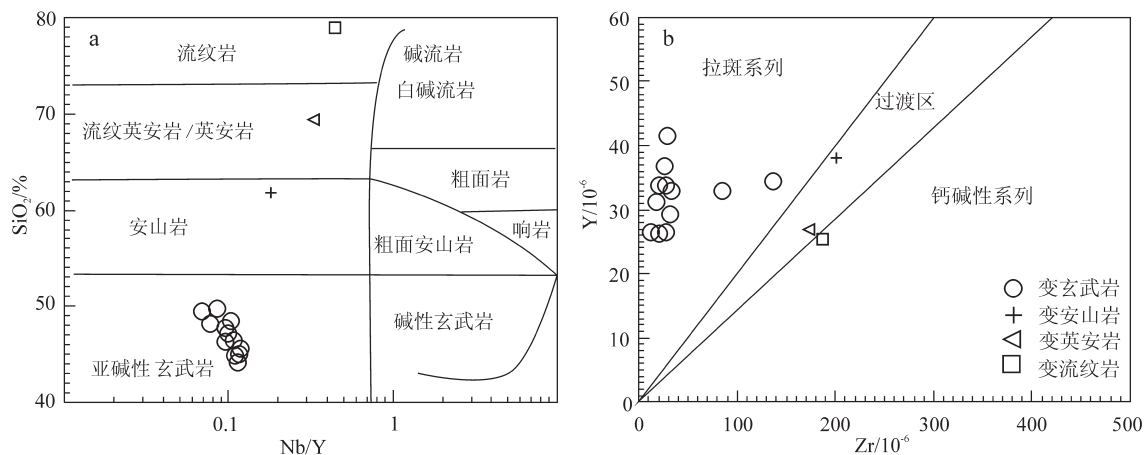 a
80
70
60
50
40
SiO₂/%
流纹岩
碱流岩
白碱流岩
流纹英安岩/英安岩
粗面岩
安山岩
响岩
粗面安山岩
碱性玄武岩
亚碱性玄武岩
0.1
1
Nb/Y
b
60
50
40
30
20
10
0
Y/10⁻⁶
拉斑系列
过渡区
钙碱性系列
变玄武岩
变安山岩
变英安岩
变流纹岩
0
100
200
300
400
500
Zr/10⁻⁶